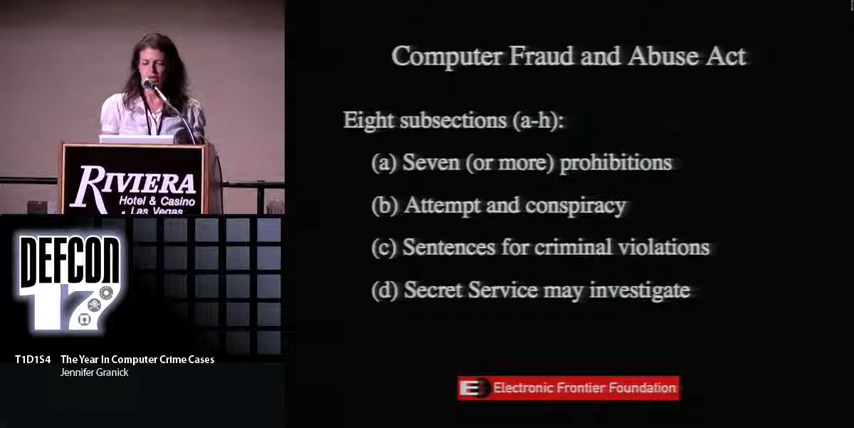 Computer Fraud and Abuse Act
Eight subsections (a-h):
(a) Seven (or more) prohibitions
(b) Attempt and conspiracy
(c) Sentences for criminal violations
(d) Secret Service may investigate
Electronic Frontier Foundation
RIVIERA
Hotel & Casino
Las Vegas
DEFCON
17
T1D1S4 The Year In Computer Crime Cases
Jennifer Granick